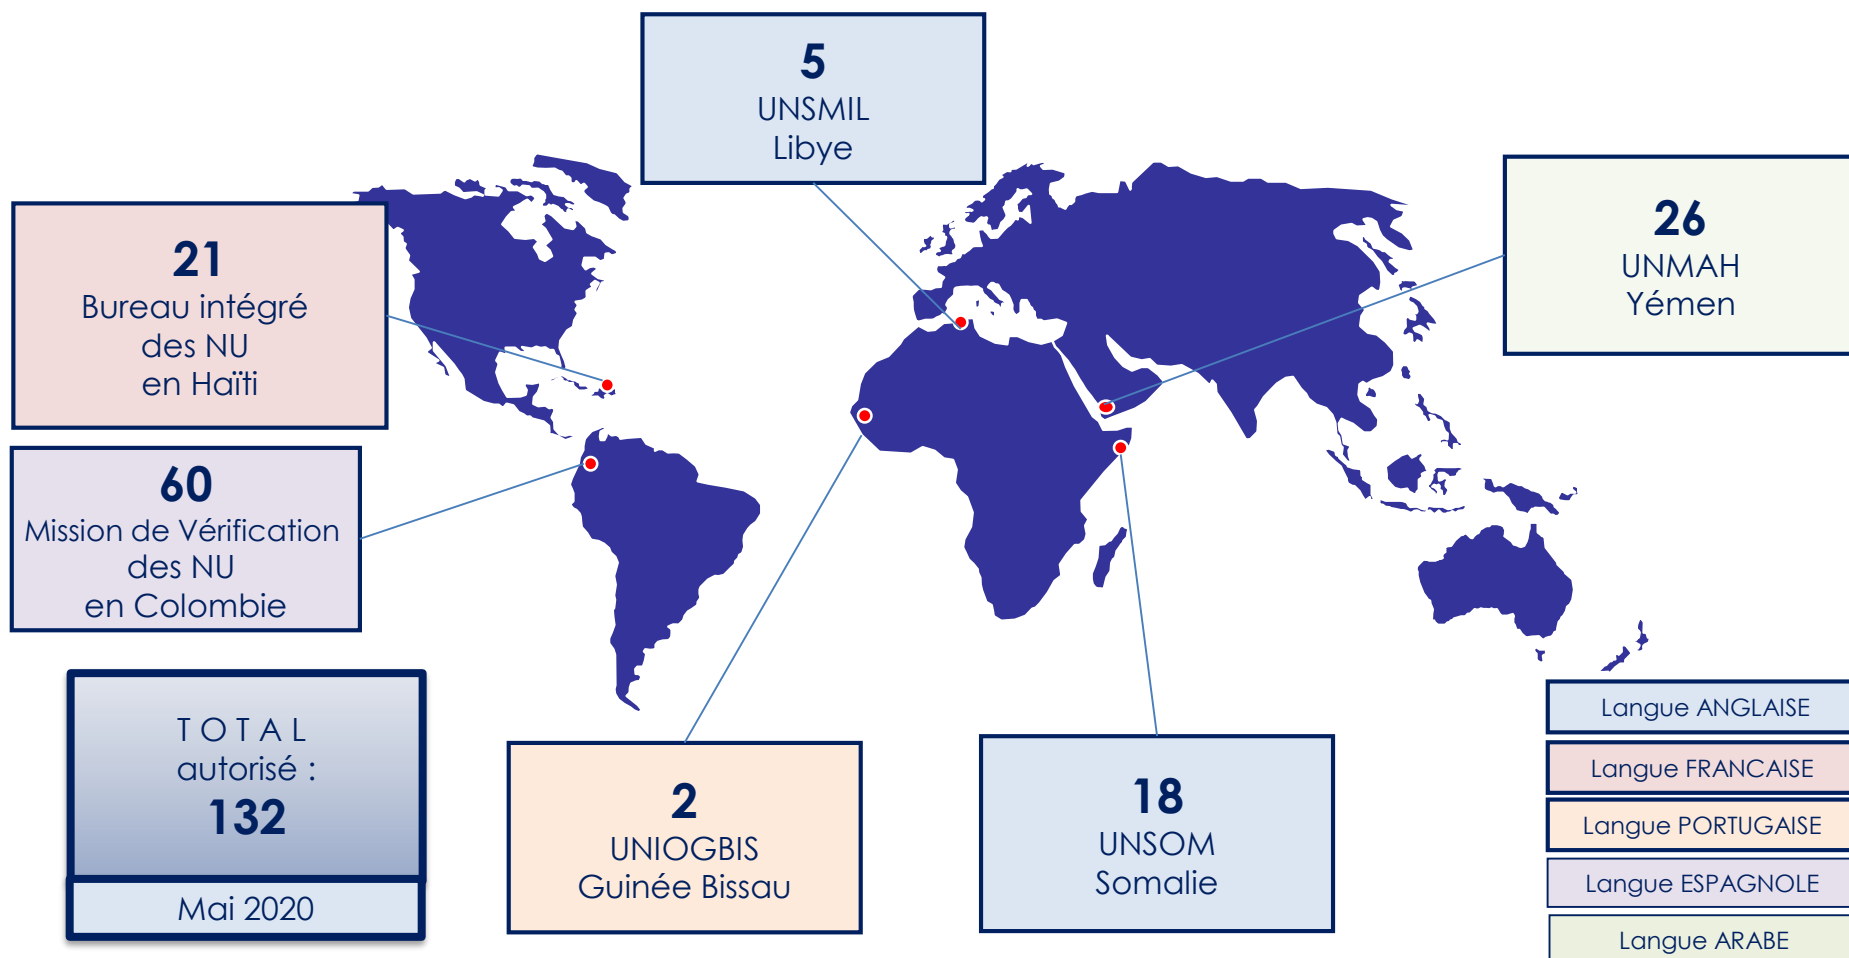 5
UNSMIL
Libye
26
UNMAH
Yémen
21
Bureau intégré
des NU
en Haïti
60
Mission de Vérification
des NU
en Colombie
T O T A L
autorisé :
132
Mai 2020
2
UNIOGBIS
Guinée Bissau
18
UNSOM
Somalie
Langue ANGLAISE
Langue FRANCAISE
Langue PORTUGAISE
Langue ESPAGNOLE
Langue ARABE